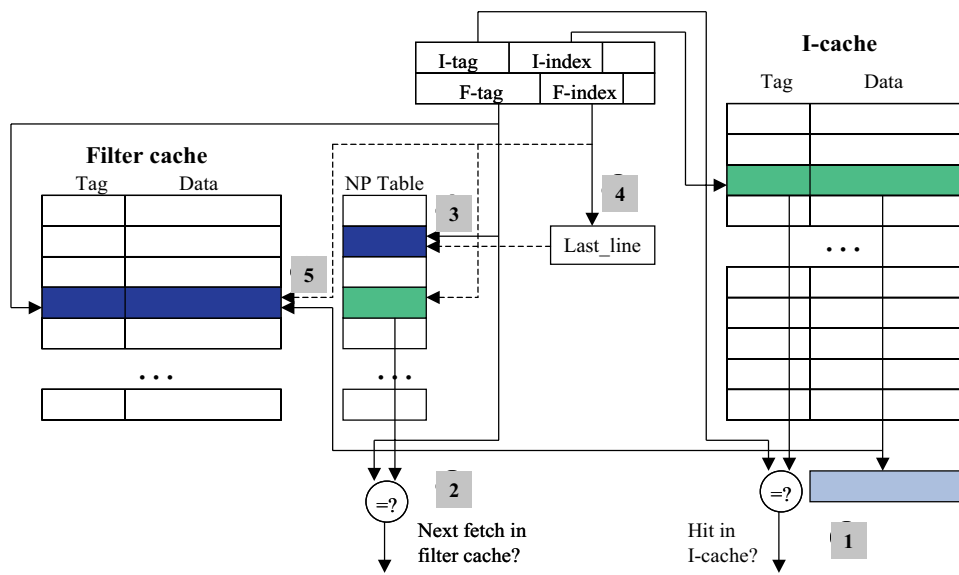 I-cache
I-tag I-index
F-tag F-index
Tag Data
Filter cache
Tag Data
NP Table
3
4
Last_line
5
...
...
...
=?
2
=?
1
Next fetch in
filter cache?
Hit in
I-cache?